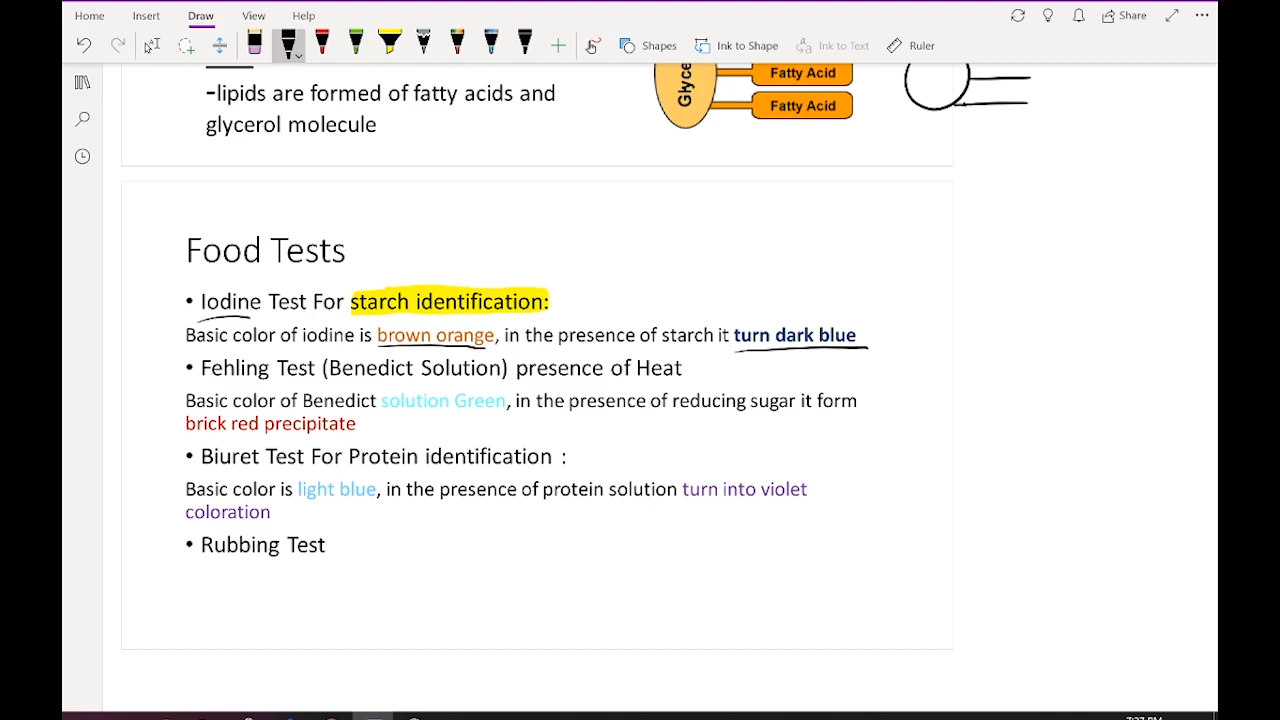 Home Insert Draw View Help
Share
Shapes Ink to Shape Ink to Text Ruler
-lipids are formed of fatty acids and
glycerol molecule
Fatty Acid
Fatty Acid
Food Tests
• Iodine Test For starch identification:
Basic color of iodine is brown orange, in the presence of starch it turn dark blue
• Fehling Test (Benedict Solution) presence of Heat
Basic color of Benedict solution Green, in the presence of reducing sugar it form
brick red precipitate
• Biuret Test For Protein identification :
Basic color is light blue, in the presence of protein solution turn into violet
coloration
• Rubbing Test